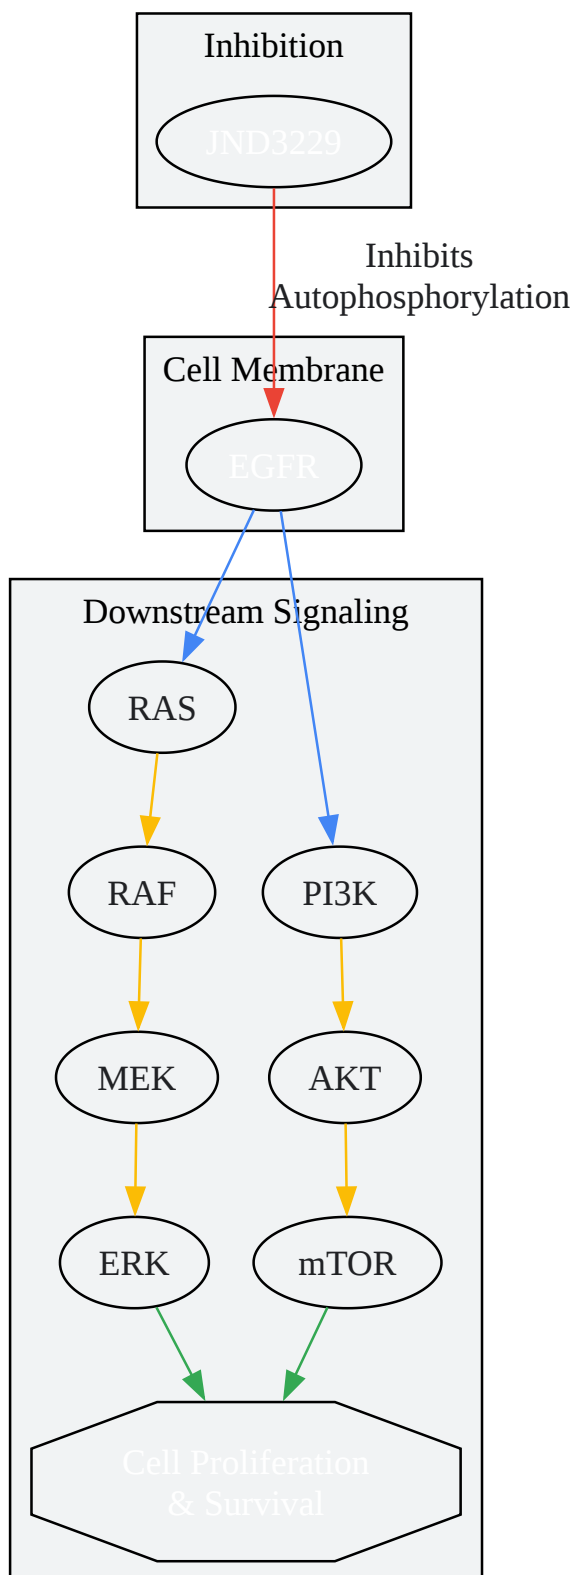 Inhibition
JND3229
Inhibits
Autophosphorylation
Cell Membrane
EGFR
Downstream Signaling
RAS
RAF
PI3K
MEK
AKT
ERK
mTOR
Cell Proliferation
& Survival